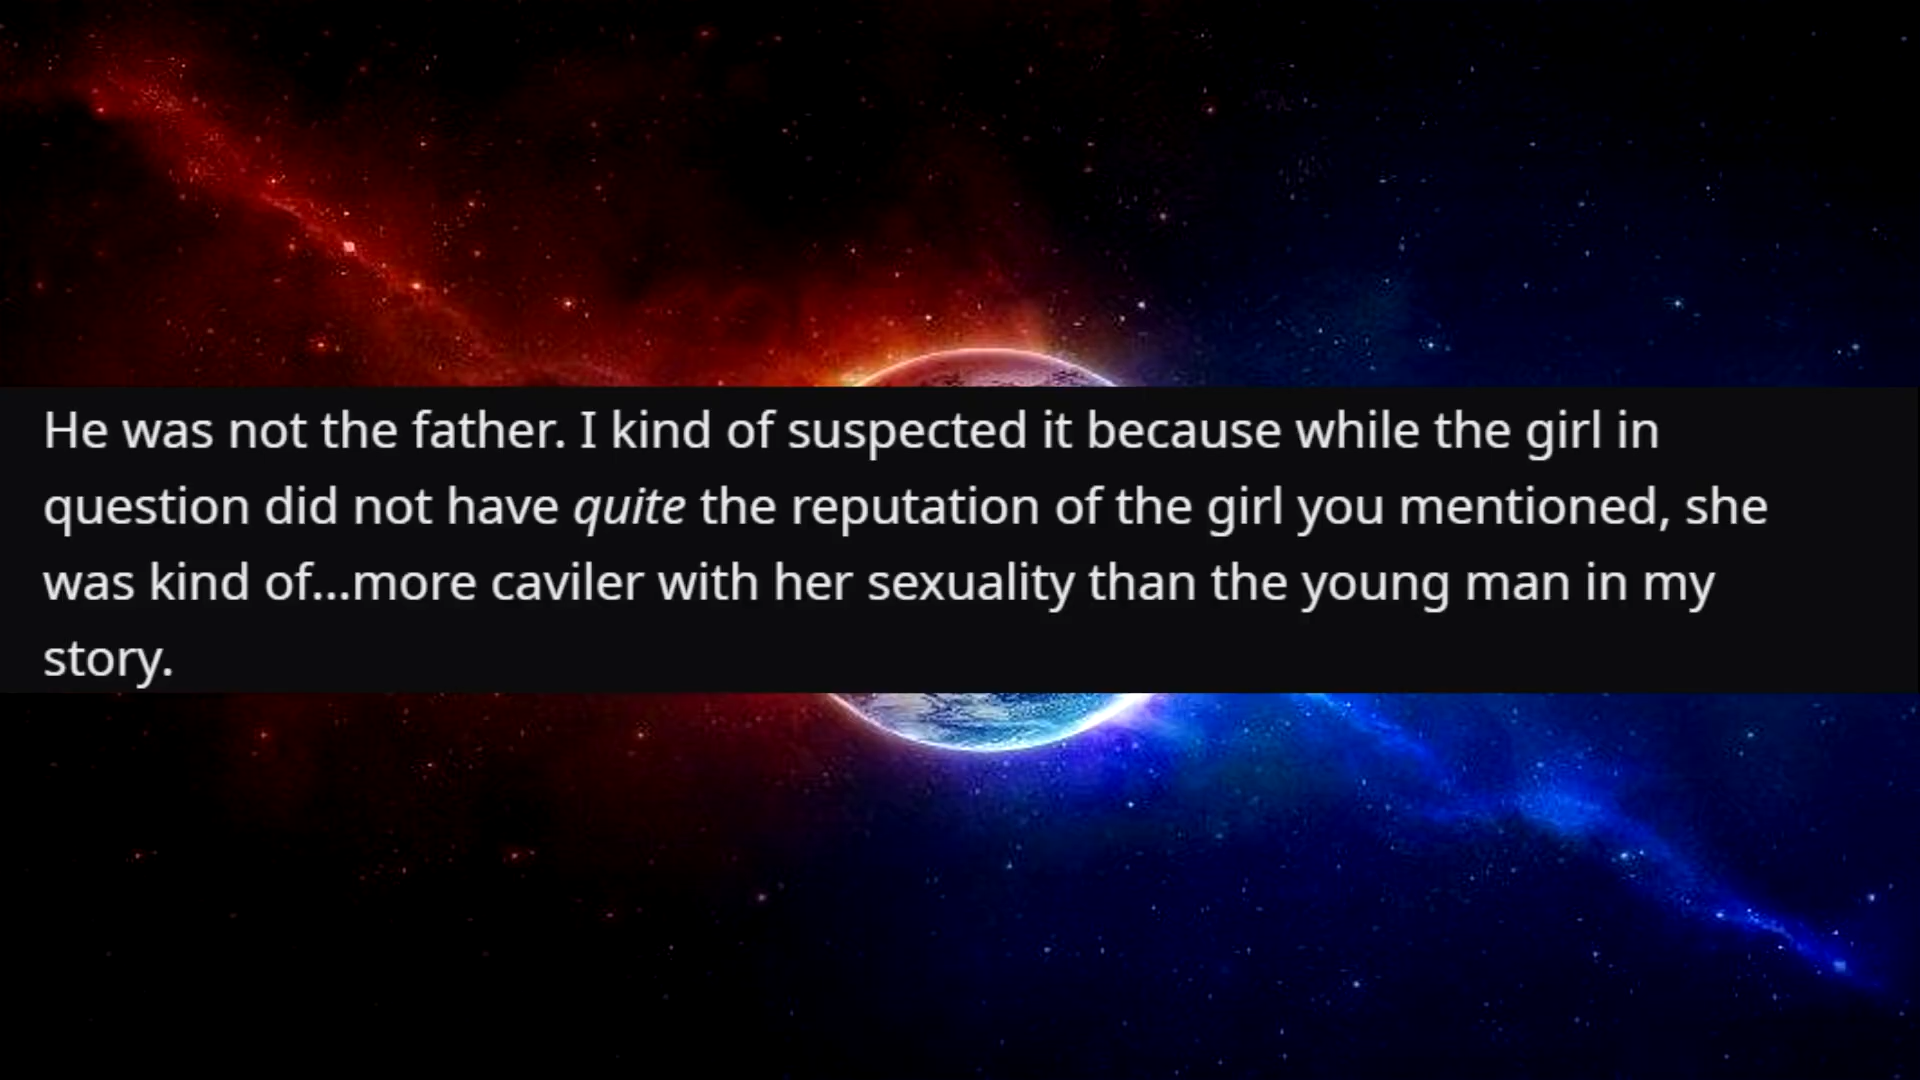 He was not the father. I kind of suspected it because while the girl in
question did not have quite the reputation of the girl you mentioned, she
was kind of...more caviler with her sexuality than the young man in my
story.